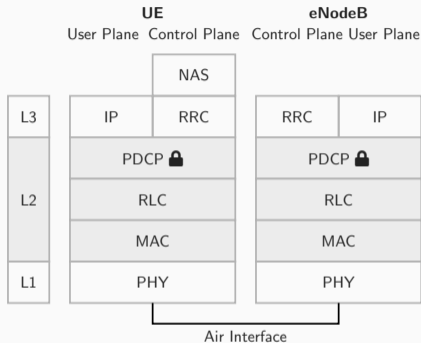 UE eNodeB
User Plane Control Plane Control Plane User Plane
NAS
L3 IP RRC RRC IP
PDCP PDCP
L2 RLC RLC
MAC MAC
L1 PHY PHY
Air Interface